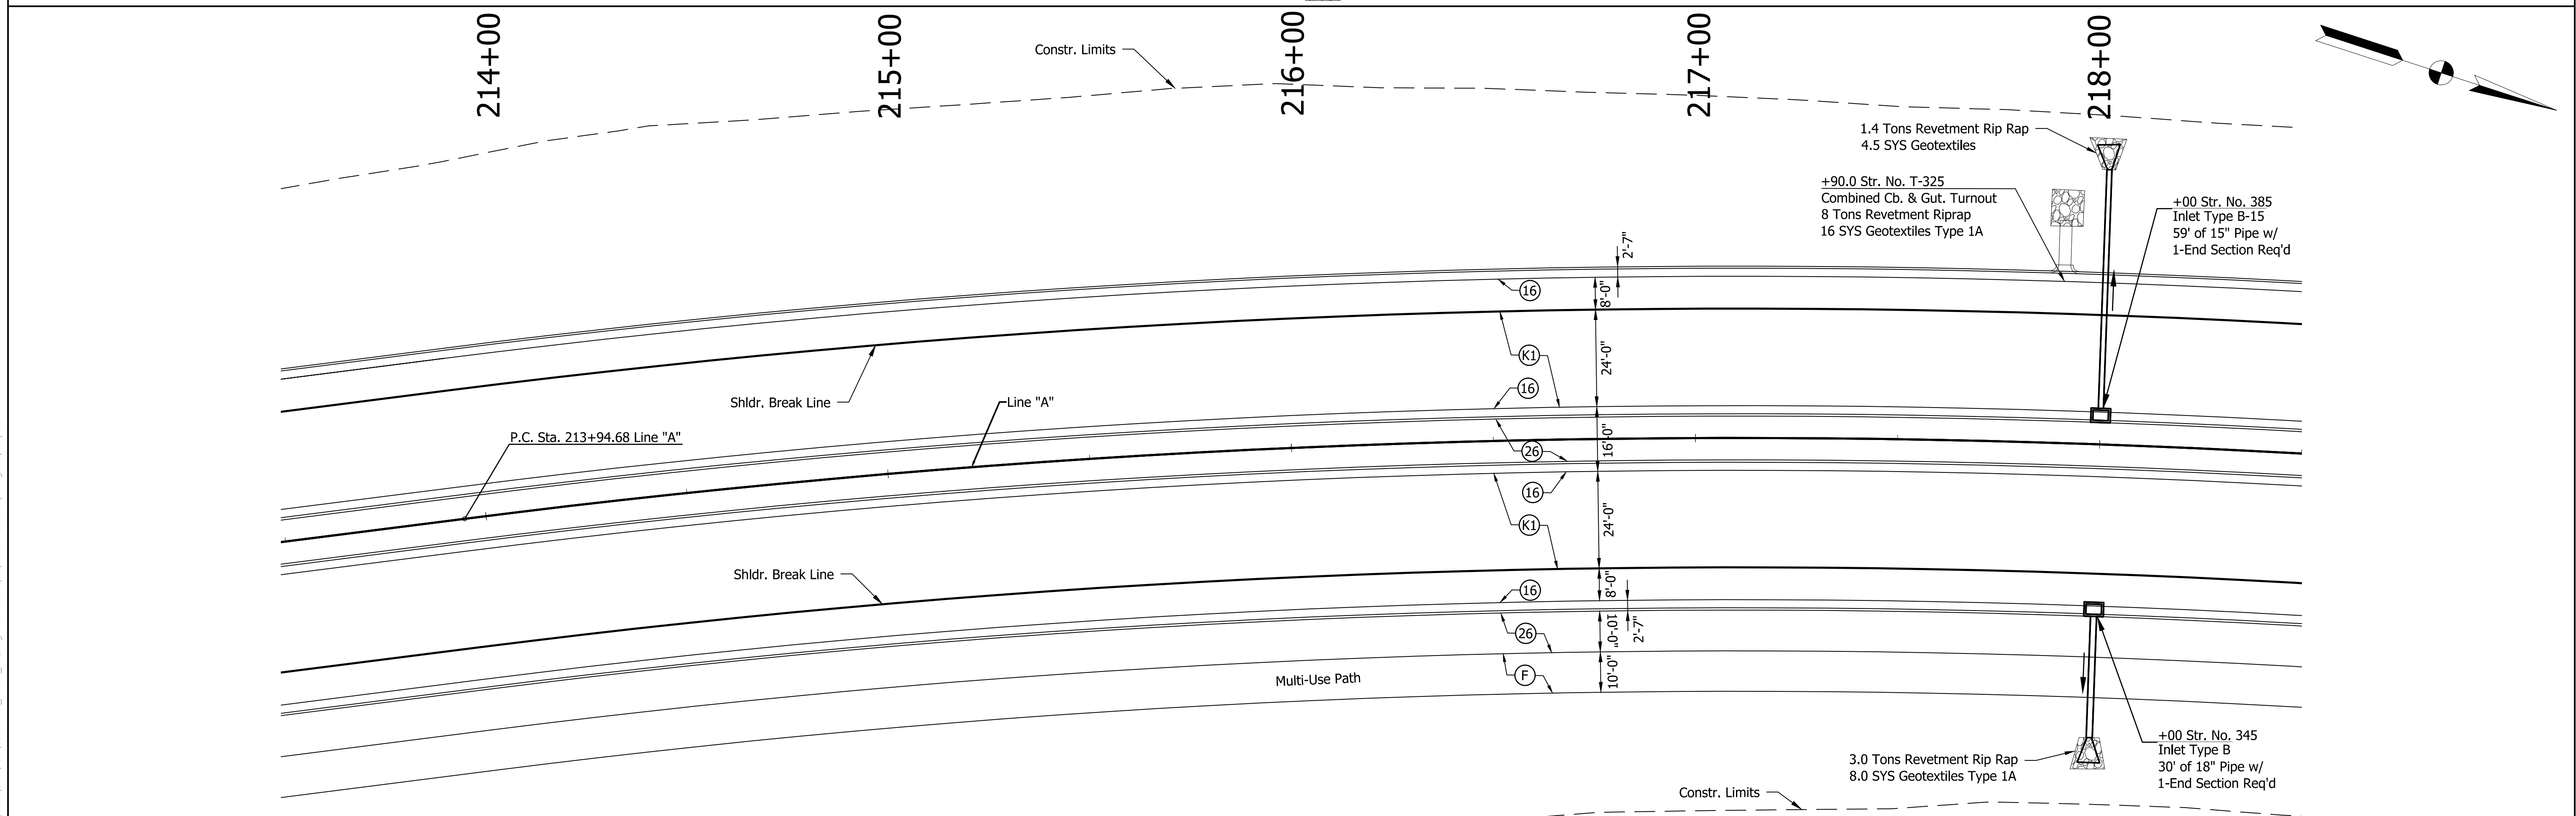 214+00
215+00
216+00
217+00
218+00
Constr. Limits
1.4 Tons Revetment Rip Rap
4.5 SYS Geotextiles
+90.0 Str. No. T-325
Combined Cb. & Gut. Turnout
8 Tons Revetment Riprap
16 SYS Geotextiles Type 1A
+00 Str. No. 385
Inlet Type B-15
59' of 15" Pipe w/
1-End Section Req'd
2'-7"
16
8'-0"
K1
24'-0"
Shldr. Break Line
16
Line "A"
P.C. Sta. 213+94.68 Line "A"
26
16'-0"
16
K1
24'-0"
Shldr. Break Line
16
8'-0"
26
10'-0"
2'-7"
Multi-Use Path
F
10'-0"
+00 Str. No. 345
Inlet Type B
30' of 18" Pipe w/
1-End Section Req'd
3.0 Tons Revetment Rip Rap
8.0 SYS Geotextiles Type 1A
Constr. Limits